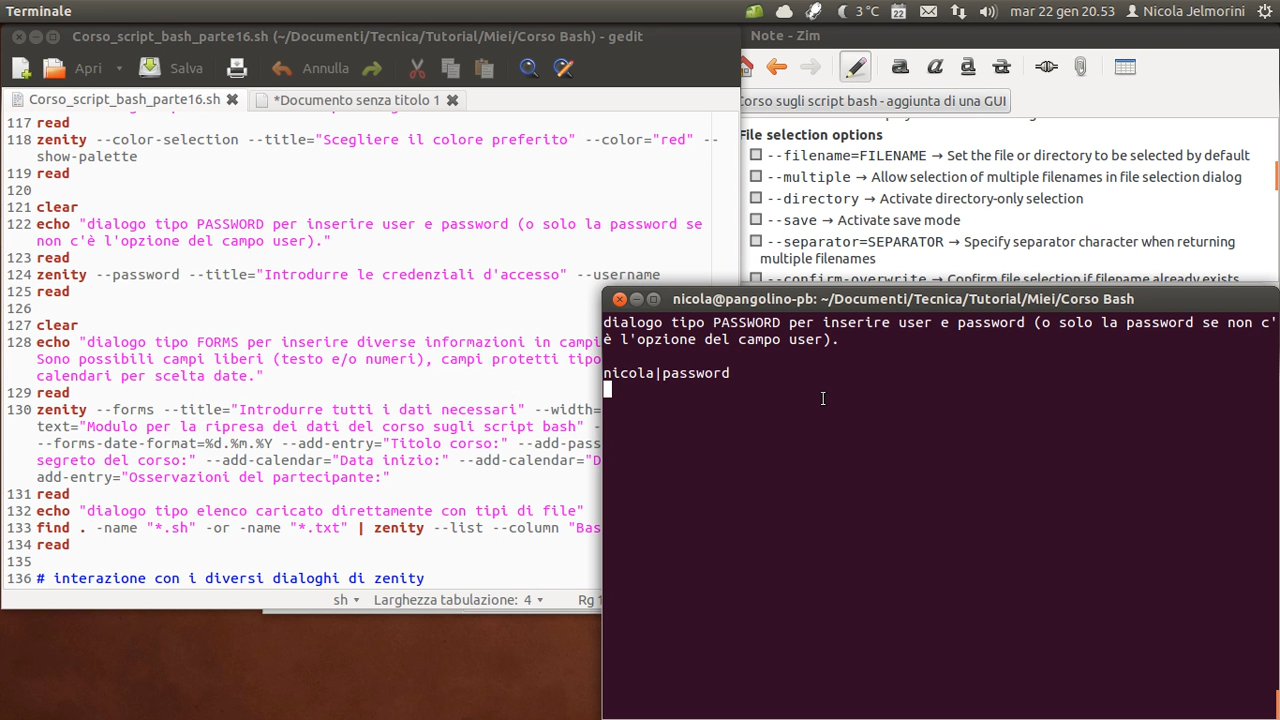 Terminale
3 °C
22
mar 22 gen 20.53
Nicola Jelmorini
Corso_script_bash_parte16.sh (~/Documenti/Tecnica/Tutorial/Miei/Corso Bash) - gedit
Apri
Salva
Annulla
Corso_script_bash_parte16.sh
*Documento senza titolo 1
117 read
118 zenity --color-selection --title="Scegliere il colore preferito" --color="red" --
show-palette
119 read
120
121 clear
122 echo "dialogo tipo PASSWORD per inserire user e password (o solo la password se
non c'è l'opzione del campo user)."
123 read
124 zenity --password --title="Introdurre le credenziali d'accesso" --username
125 read
126
127 clear
128 echo "dialogo tipo FORMS per inserire diverse informazioni in campi
Sono possibili campi liberi (testo e/o numeri), campi protetti tipo
calendari per scelta date."
129 read
130 zenity --forms --title="Introdurre tutti i dati necessari" --width=
text="Modulo per la ripresa dei dati del corso sugli script bash" -
--forms-date-format=%d.%m.%Y --add-entry="Titolo corso:" --add-pass
segreto del corso:" --add-calendar="Data inizio:" --add-calendar="D
add-entry="Osservazioni del partecipante:"
131 read
132 echo "dialogo tipo elenco caricato direttamente con tipi di file"
133 find . -name "*.sh" -or -name "*.txt" | zenity --list --column "Bas
134 read
135
136 # interazione con i diversi dialoghi di zenity
sh
Larghezza tabulazione: 4
Rg 1
Note - Zim
Corso sugli script bash - aggiunta di una GUI
File selection options
--filename=FILENAME → Set the file or directory to be selected by default
--multiple → Allow selection of multiple filenames in file selection dialog
--directory → Activate directory-only selection
--save → Activate save mode
--separator=SEPARATOR → Specify separator character when returning
multiple filenames
--confirm-overwrite → Confirm file selection if filename already exists
nicola@pangolino-pb: ~/Documenti/Tecnica/Tutorial/Miei/Corso Bash
dialogo tipo PASSWORD per inserire user e password (o solo la password se non c'
è l'opzione del campo user).
nicola|password